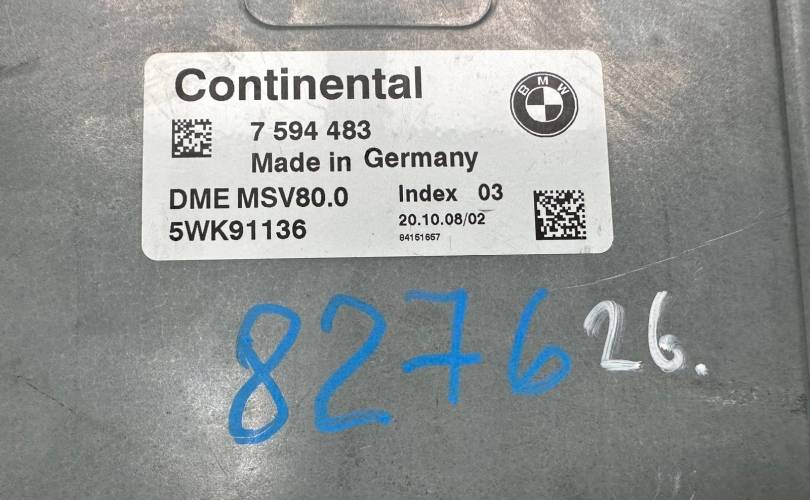 Continental
BMW
7 594 483
Made in Germany
DME MSV80.0
Index 03
5WK91136
20.10.08/02
84151657
8276 26.